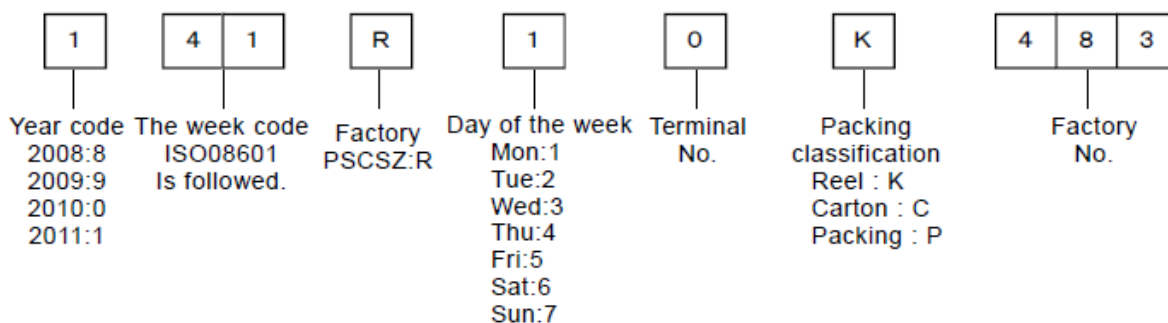 1 4 1 R 1 0 K 4 8 3
Year code
2008:8
2009:9
2010:0
2011:1
The week code
ISO08601
Is followed.
Factory
PSCSZ:R
Day of the week
Mon:1
Tue:2
Wed:3
Thu:4
Fri:5
Sat:6
Sun:7
Terminal
No.
Packing
classification
Reel : K
Carton : C
Packing : P
Factory
No.